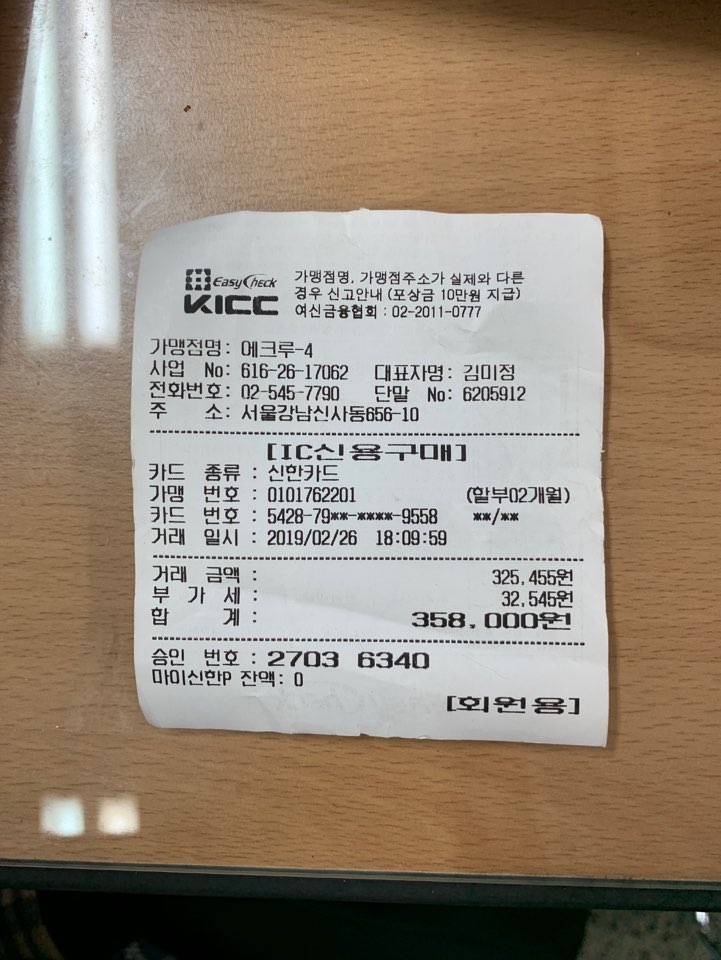 EasyCheck
KICC
가맹점명, 가맹점주소가 실제와 다른
경우 신고안내 (포상금 10만원 지급)
여신금융협회 : 02-2011-0777
가맹점명: 에크루-4
사업 No: 616-26-17062 대표자명: 김미정
전화번호: 02-545-7790 단말 No: 6205912
주 소: 서울강남신사동656-10
[IC신용구매]
카드 종류 : 신한카드
가맹 번호 : 0101762201 (할부02개월)
카드 번호 : 5428-79**-****-9558 **/**
거래 일시 : 2019/02/26 18:09:59
거래 금액 : 325,455원
부 가 세 : 32,545원
합 계 : 358,000원
승인 번호 : 2703 6340
마이신한P 잔액: 0
[회원용]